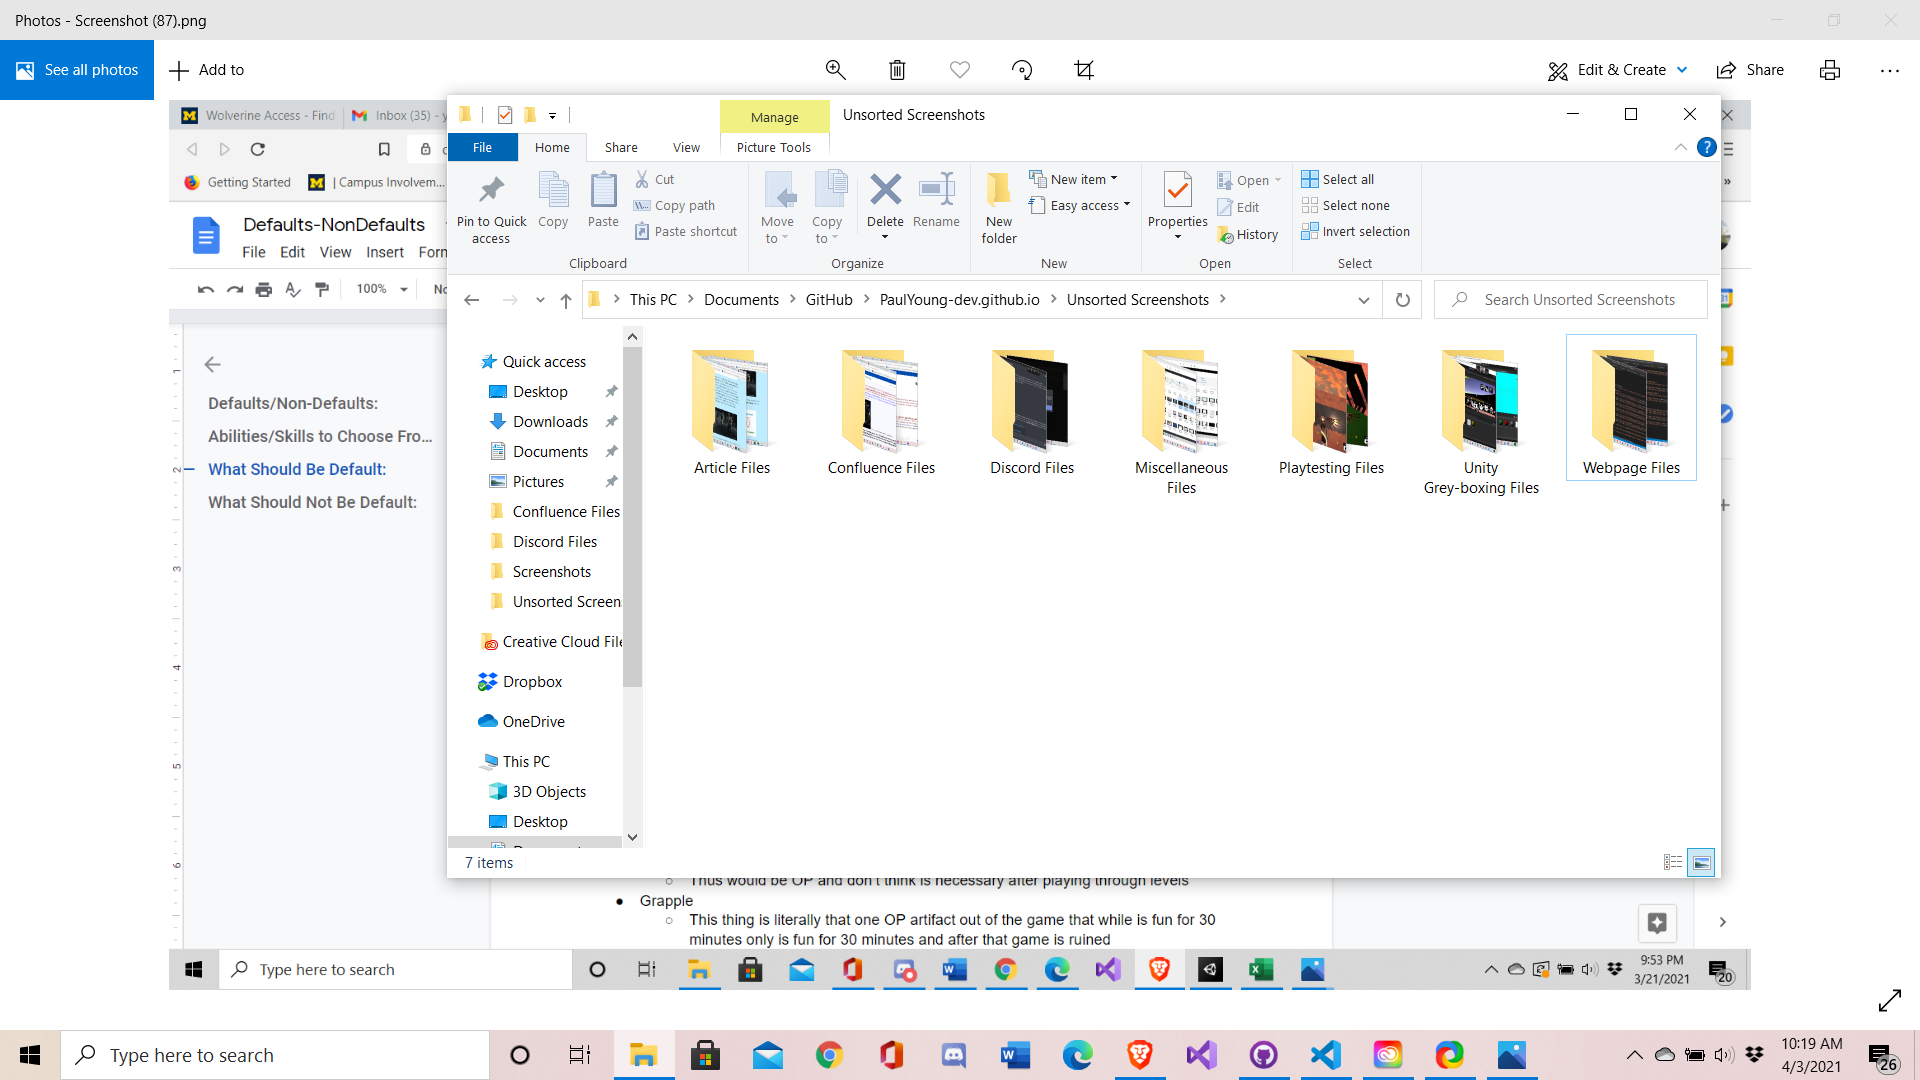 Photos - Screenshot (87).png
See all photos
Add to
Edit & Create
Share
Wolverine Access - Find
Inbox (35) - y
Manage
Unsorted Screenshots
File
Home
Share
View
Picture Tools
Getting Started
| Campus Involvem...
Pin to Quick access
Copy
Paste
Cut
Copy path
Paste shortcut
Clipboard
Move to
Copy to
Delete
Rename
Organize
New folder
New item
Easy access
New
Properties
Open
Edit
History
Open
Select all
Select none
Invert selection
Select
Defaults-NonDefaults
File Edit View Insert Forn
100%
No
This PC > Documents > GitHub > PaulYoung-dev.github.io > Unsorted Screenshots >
Search Unsorted Screenshots
Defaults/Non-Defaults:
Abilities/Skills to Choose Fro...
What Should Be Default:
What Should Not Be Default:
1
2
3
4
5
6
Quick access
Desktop
Downloads
Documents
Pictures
Confluence Files
Discord Files
Screenshots
Unsorted Screen
Creative Cloud File
Dropbox
OneDrive
This PC
3D Objects
Desktop
Article Files
Confluence Files
Discord Files
Miscellaneous
Files
Playtesting Files
Unity
Grey-boxing Files
Webpage Files
7 items
Thus would be OP and don't think is necessary after playing through levels
Grapple
This thing is literally that one OP artifact out of the game that while is fun for 30
minutes only is fun for 30 minutes and after that game is ruined
Type here to search
9:53 PM
3/21/2021
20
Type here to search
10:19 AM
4/3/2021
26